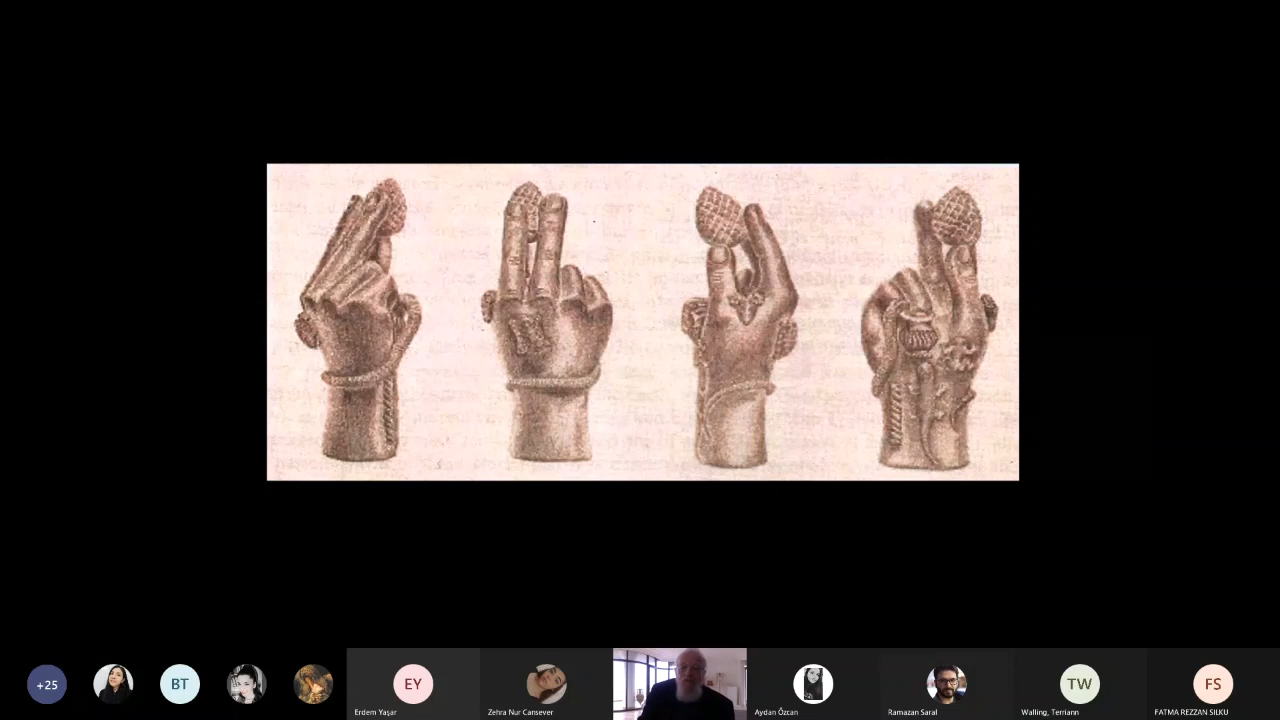 +25
BT
EY
Erdem Yaşar
Zehra Nur Cansever
Aydan Özcan
Ramazan Saral
TW
Walling, Terriann
FS
FATMA REZZAN SILKU